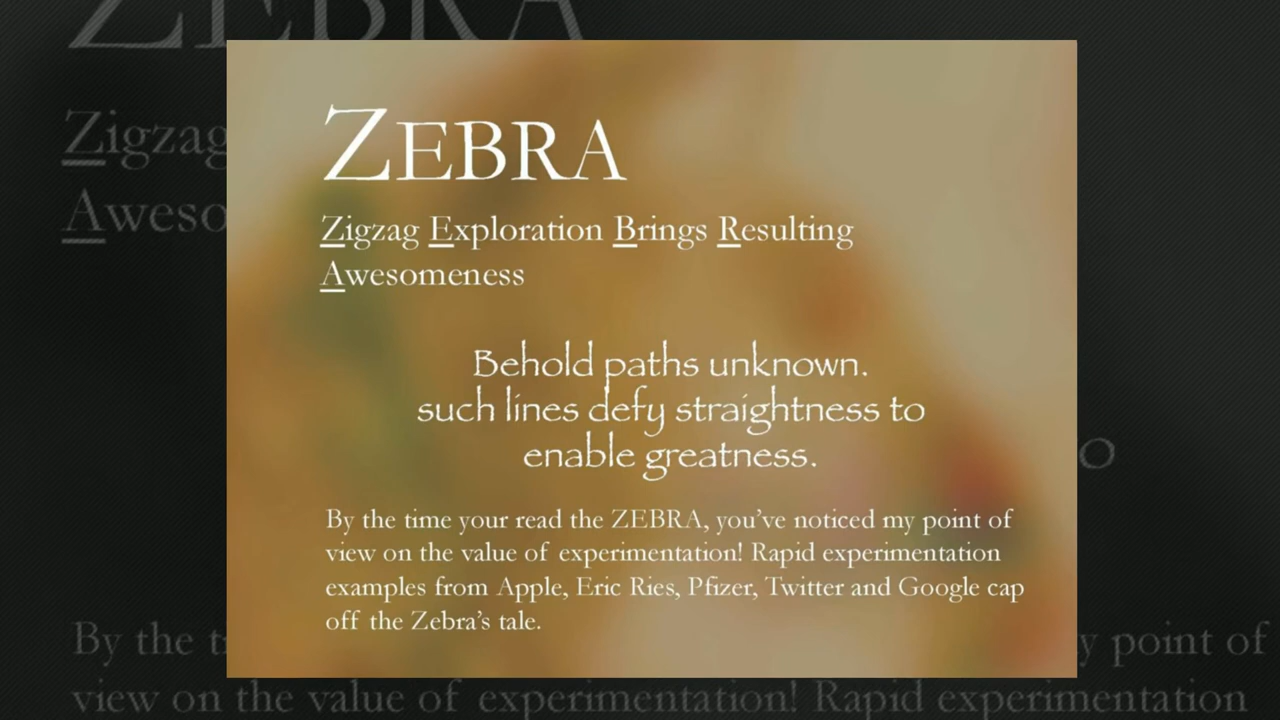 ZEBRA
Zigzag Exploration Brings Resulting
Awesomeness
Behold paths unknown.
such lines defy straightness to
enable greatness.
By the time your read the ZEBRA, you've noticed my point of
view on the value of experimentation! Rapid experimentation
examples from Apple, Eric Ries, Pfizer, Twitter and Google cap
off the Zebra's tale.